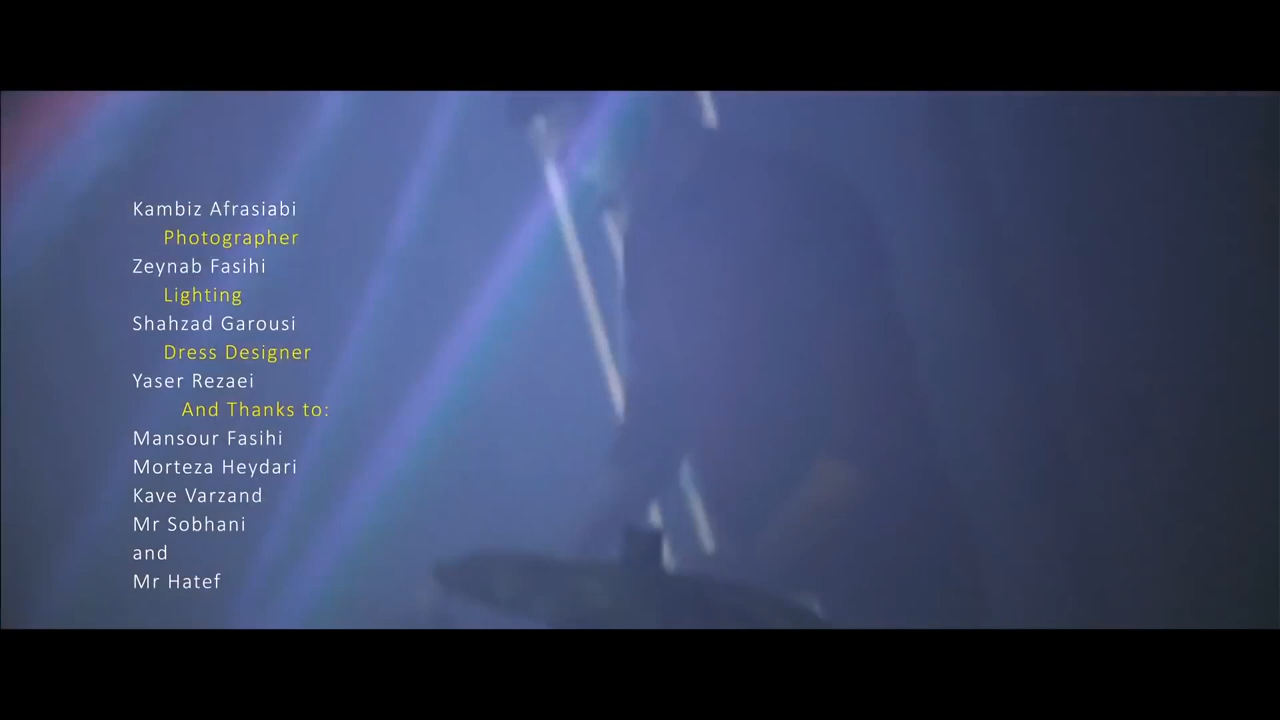 Kambiz Afrasiabi
Photographer
Zeynab Fasihi
Lighting
Shahzad Garousi
Dress Designer
Yaser Rezaei
And Thanks to:
Mansour Fasihi
Morteza Heydari
Kave Varzand
Mr Sobhani
and
Mr Hatef